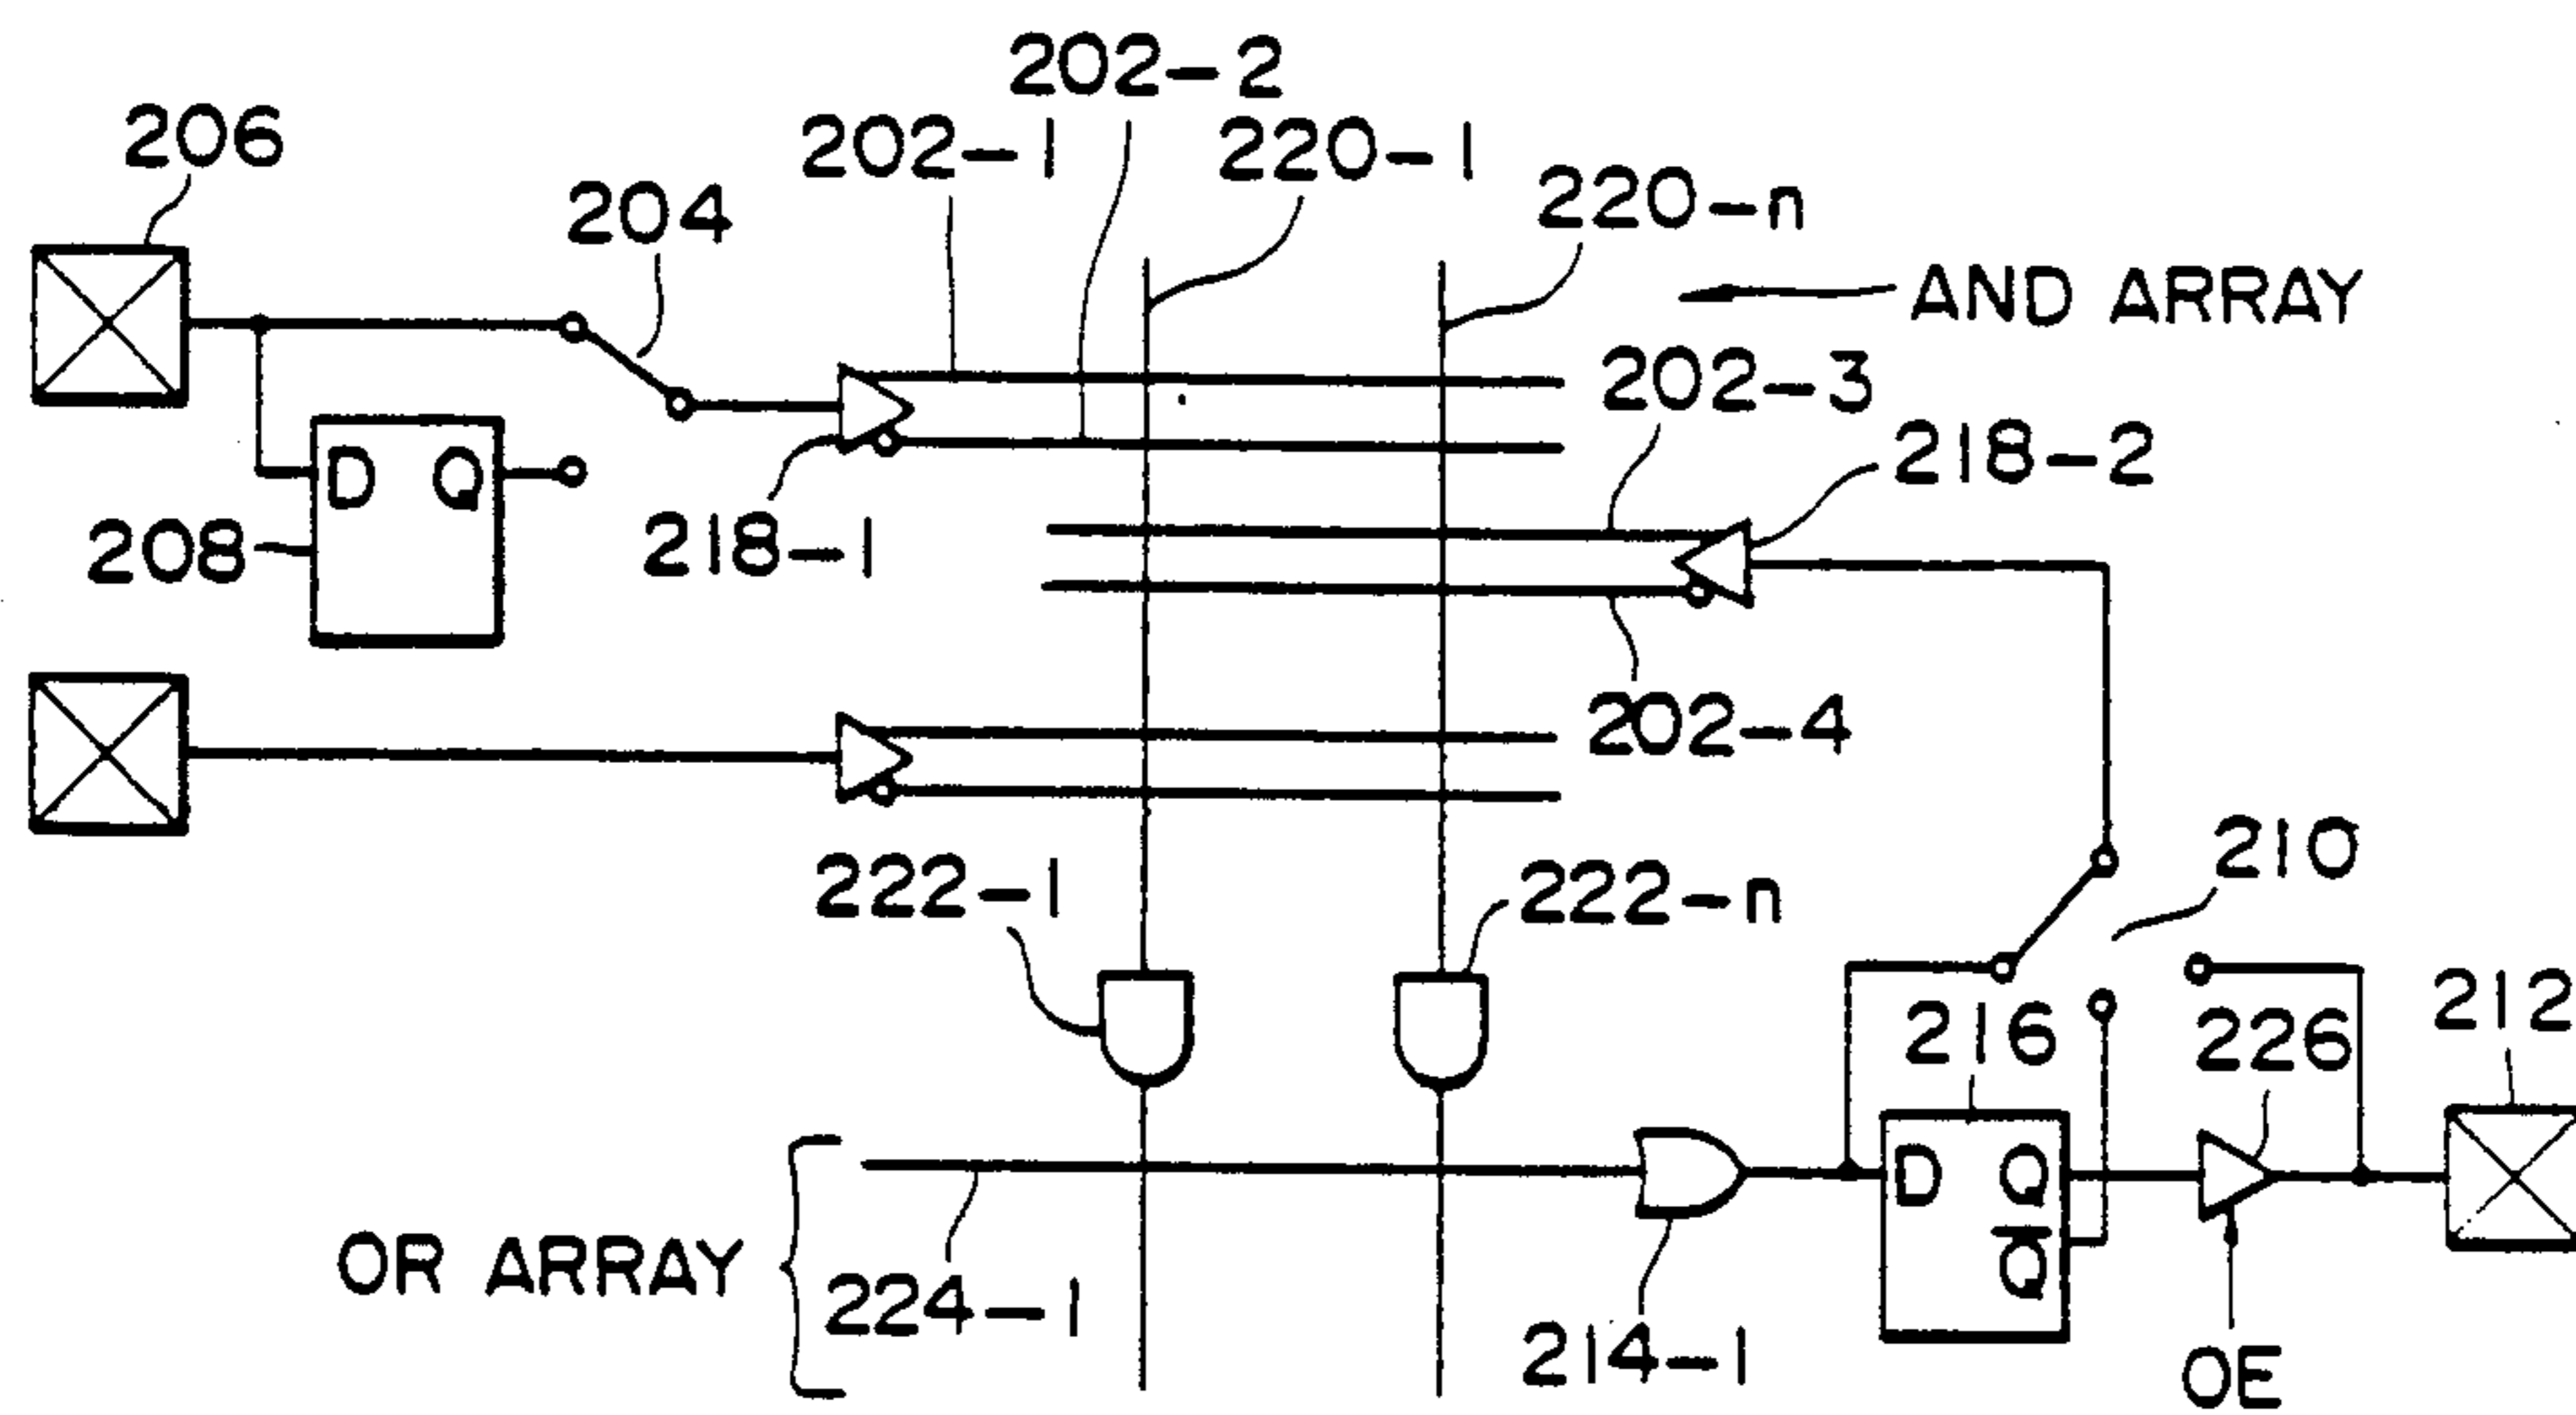 202-2
206
202-1
220-1
204
220-n
AND ARRAY
202-3
218-2
D Q
208
218-1
202-4
210
222-1
222-n
212
216
226
D Q
Q̅
OR ARRAY
224-1
214-1
OE